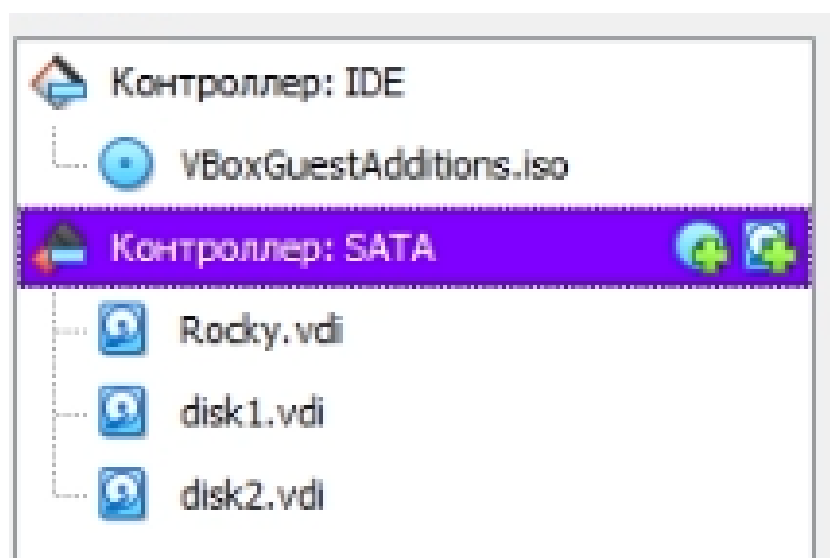 Контроллер: IDE
VBoxGuestAdditions.iso
Контроллер: SATA
Rocky.vdi
disk1.vdi
disk2.vdi